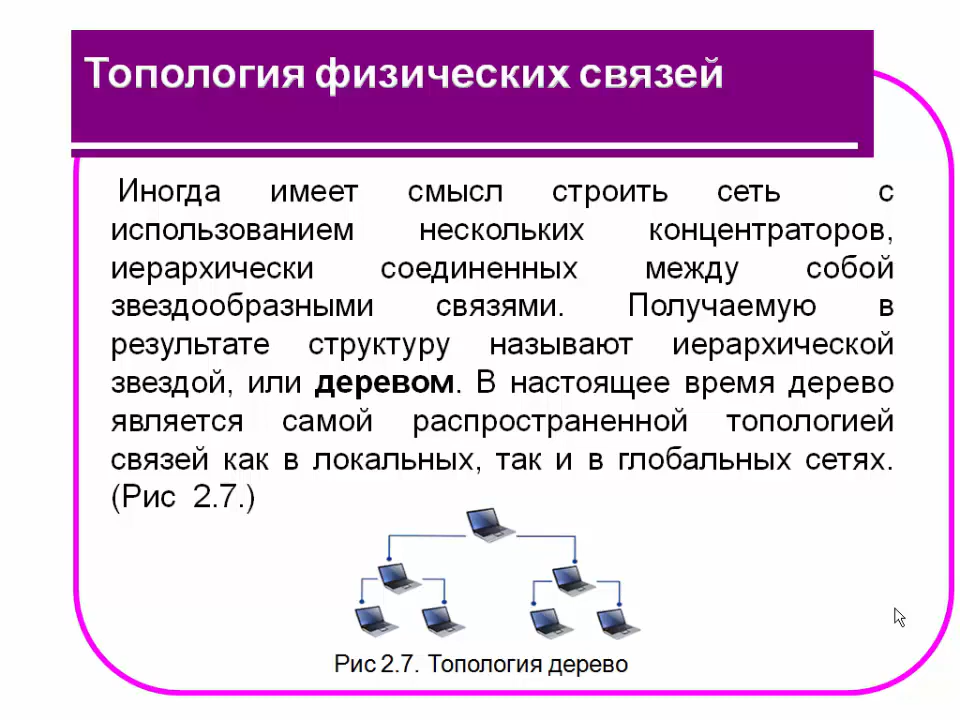 Топология физических связей
Иногда имеет смысл строить сеть с
использованием нескольких концентраторов,
иерархически соединенных между собой
звездообразными связями. Получаемую в
результате структуру называют иерархической
звездой, или деревом. В настоящее время дерево
является самой распространенной топологией
связей как в локальных, так и в глобальных сетях.
(Рис 2.7.)
Рис 2.7. Топология дерево